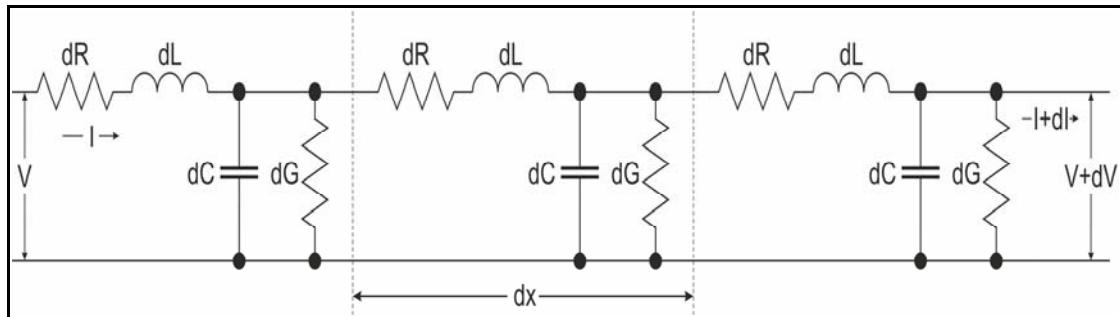 dR dL dR dL dR dL
I I+dI
V dC dG dC dG dC dG V+dV
dx